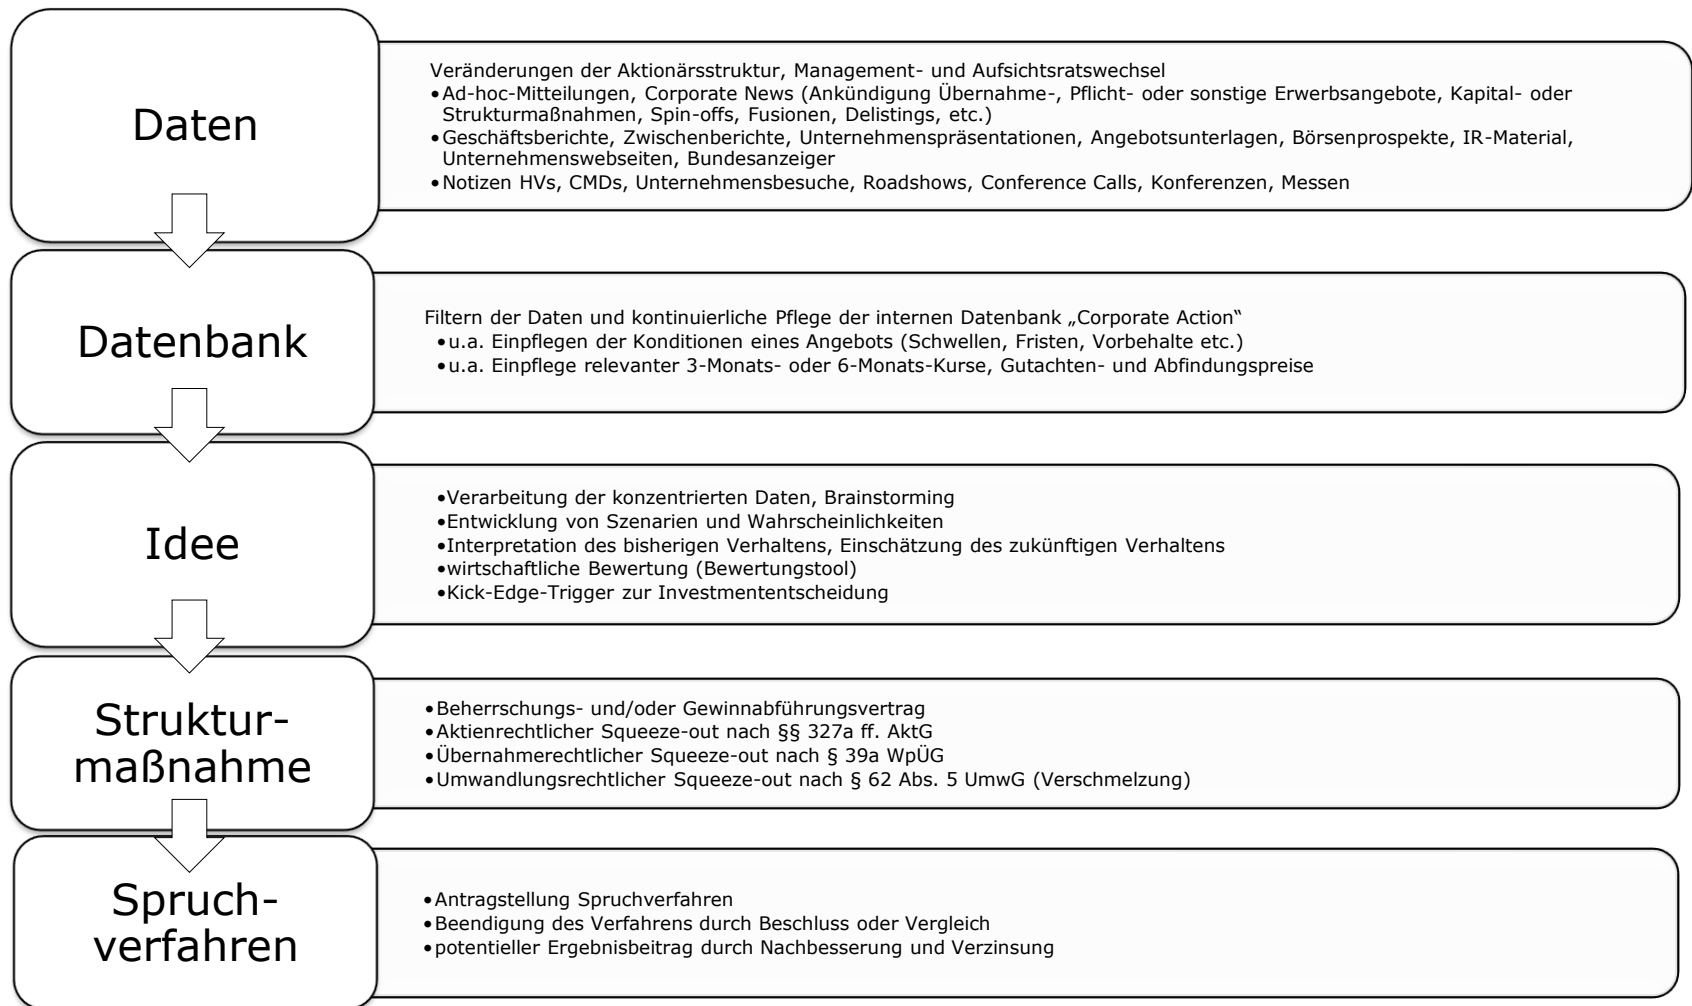 Daten
Veränderungen der Aktionärsstruktur, Management- und Aufsichtsratswechsel
•Ad-hoc-Mitteilungen, Corporate News (Ankündigung Übernahme-, Pflicht- oder sonstige Erwerbsangebote, Kapital- oder
Strukturmaßnahmen, Spin-offs, Fusionen, Delistings, etc.)
•Geschäftsberichte, Zwischenberichte, Unternehmenspräsentationen, Angebotsunterlagen, Börsenprospekte, IR-Material,
Unternehmenswebseiten, Bundesanzeiger
•Notizen HVs, CMDs, Unternehmensbesuche, Roadshows, Conference Calls, Konferenzen, Messen
Datenbank
Filtern der Daten und kontinuierliche Pflege der internen Datenbank „Corporate Action“
•u.a. Einpflegen der Konditionen eines Angebots (Schwellen, Fristen, Vorbehalte etc.)
•u.a. Einpflege relevanter 3-Monats- oder 6-Monats-Kurse, Gutachten- und Abfindungspreise
Idee
•Verarbeitung der konzentrierten Daten, Brainstorming
•Entwicklung von Szenarien und Wahrscheinlichkeiten
•Interpretation des bisherigen Verhaltens, Einschätzung des zukünftigen Verhaltens
•wirtschaftliche Bewertung (Bewertungstool)
•Kick-Edge-Trigger zur Investmententscheidung
Struktur-
maßnahme
•Beherrschungs- und/oder Gewinnabführungsvertrag
•Aktienrechtlicher Squeeze-out nach §§ 327a ff. AktG
•Übernahmerechtlicher Squeeze-out nach § 39a WpÜG
•Umwandlungsrechtlicher Squeeze-out nach § 62 Abs. 5 UmwG (Verschmelzung)
Spruch-
verfahren
•Antragstellung Spruchverfahren
•Beendigung des Verfahrens durch Beschluss oder Vergleich
•potentieller Ergebnisbeitrag durch Nachbesserung und Verzinsung